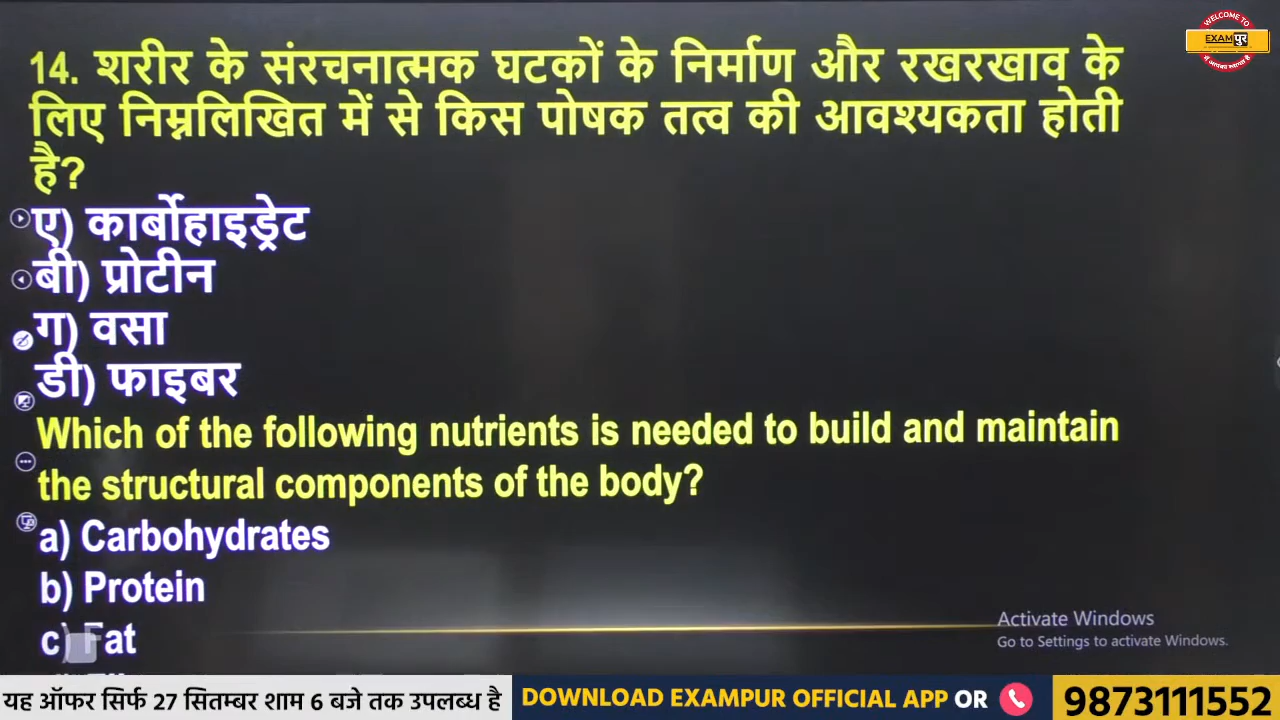 WELCOME TO
EXAM पुर
14. शरीर के संरचनात्मक घटकों के निर्माण और रखरखाव के
लिए निम्नलिखित में से किस पोषक तत्व की आवश्यकता होती
है?
ए) कार्बोहाइड्रेट
बी) प्रोटीन
ग) वसा
डी) फाइबर
Which of the following nutrients is needed to build and maintain
the structural components of the body?
a) Carbohydrates
b) Protein
c) Fat
Activate Windows
Go to Settings to activate Windows.
यह ऑफर सिर्फ 27 सितम्बर शाम 6 बजे तक उपलब्ध है
DOWNLOAD EXAMPUR OFFICIAL APP OR
9873111552